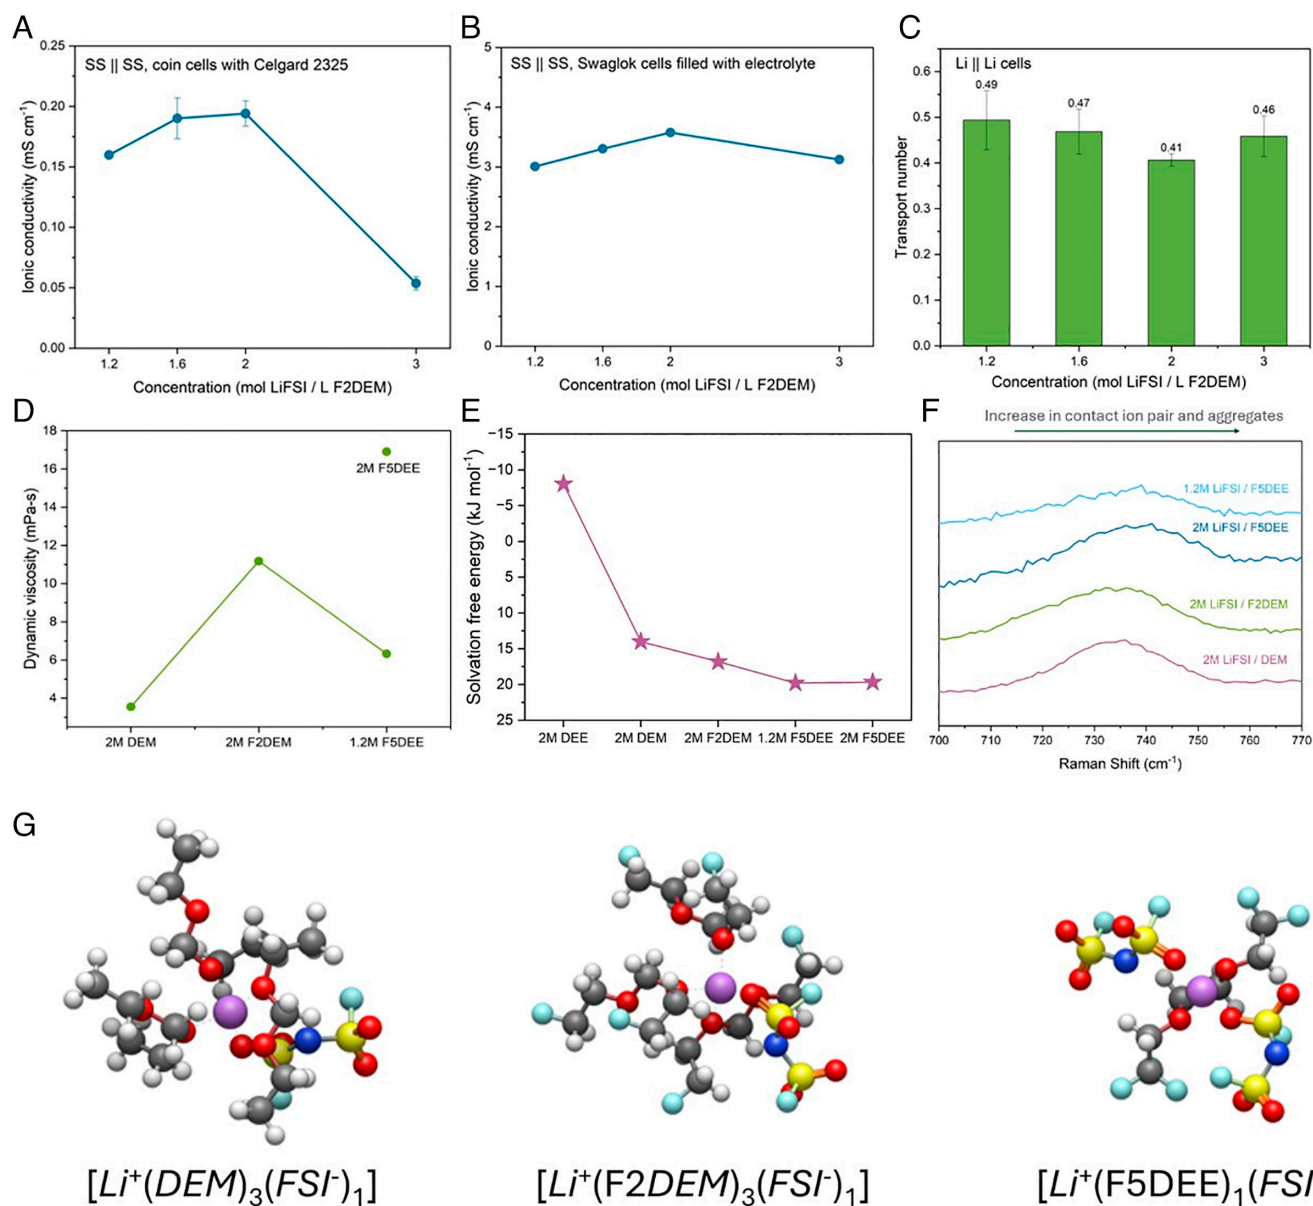 A
B
C
SS || SS, coin cells with Celgard 2325
Ionic conductivity (mS cm⁻¹)
0.25
0.20
0.15
0.10
0.05
0.00
1.2 1.6 2 3
Concentration (mol LiFSI / L F2DEM)
SS || SS, Swaglok cells filled with electrolyte
Ionic conductivity (mS cm⁻¹)
5
4
3
2
1
0
1.2 1.6 2 3
Concentration (mol LiFSI / L F2DEM)
Li || Li cells
Transport number
0.6
0.5
0.4
0.3
0.2
0.1
0.0
0.49
0.47
0.41
0.46
1.2 1.6 2 3
Concentration (mol LiFSI / L F2DEM)
D
E
F
Dynamic viscosity (mPa-s)
18
16
14
12
10
8
6
4
2M F5DEE
2M DEM 2M F2DEM 1.2M F5DEE
Solvation free energy (kJ mol⁻¹)
−15
−10
−5
0
5
10
15
20
25
2M DEE 2M DEM 2M F2DEM 1.2M F5DEE 2M F5DEE
Increase in contact ion pair and aggregates
1.2M LiFSI / F5DEE
2M LiFSI / F5DEE
2M LiFSI / F2DEM
2M LiFSI / DEM
700 710 720 730 740 750 760 770
Raman Shift (cm⁻¹)
G
[Li⁺(DEM)₃(FSI⁻)₁]
[Li⁺(F2DEM)₃(FSI⁻)₁]
[Li⁺(F5DEE)₁(FSI